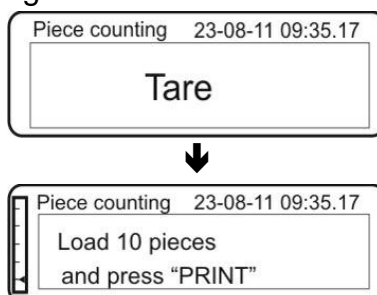 Piece counting 23-08-11 09:35.17
Tare
Piece counting 23-08-11 09:35.17
Load 10 pieces
and press “PRINT”